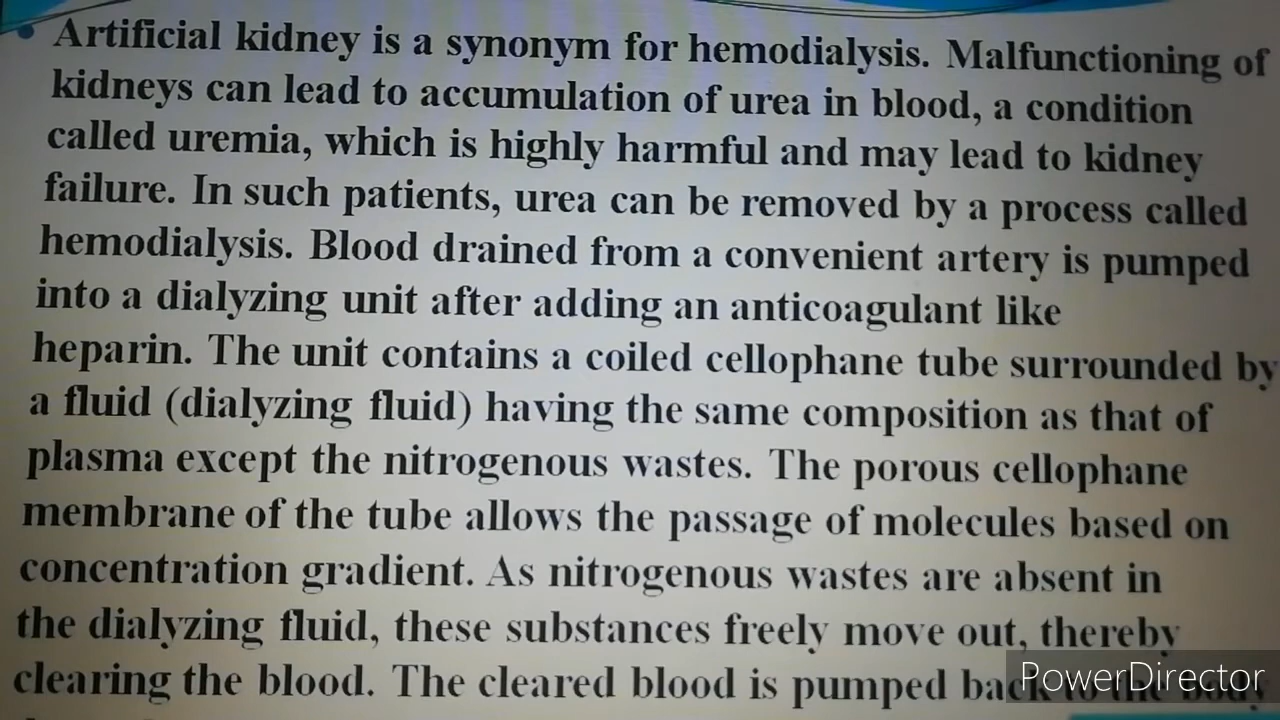 • Artificial kidney is a synonym for hemodialysis. Malfunctioning of
kidneys can lead to accumulation of urea in blood, a condition
called uremia, which is highly harmful and may lead to kidney
failure. In such patients, urea can be removed by a process called
hemodialysis. Blood drained from a convenient artery is pumped
into a dialyzing unit after adding an anticoagulant like
heparin. The unit contains a coiled cellophane tube surrounded by
a fluid (dialyzing fluid) having the same composition as that of
plasma except the nitrogenous wastes. The porous cellophane
membrane of the tube allows the passage of molecules based on
concentration gradient. As nitrogenous wastes are absent in
the dialyzing fluid, these substances freely move out, thereby
clearing the blood. The cleared blood is pumped back to the body
PowerDirector